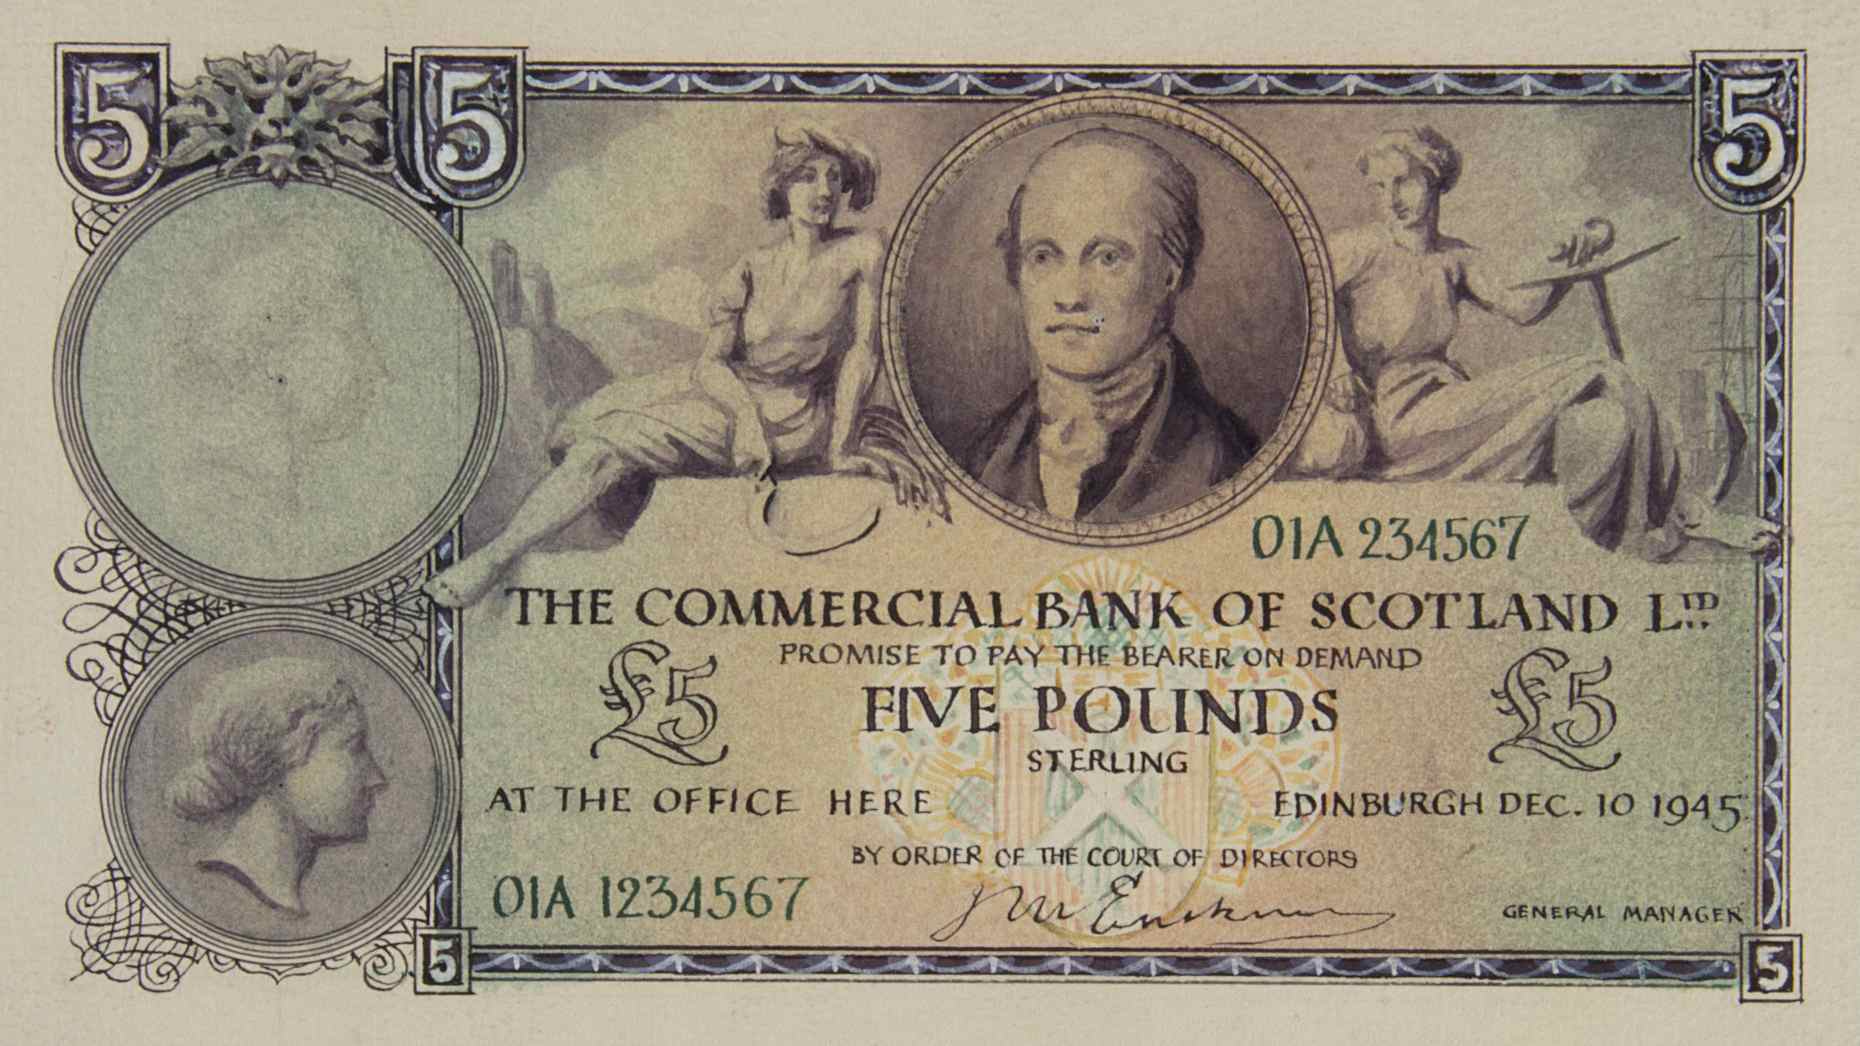 5 5 5
01A 234567
THE COMMERCIAL BANK OF SCOTLAND LTD
PROMISE TO PAY THE BEARER ON DEMAND
£5 FIVE POUNDS £5
STERLING
AT THE OFFICE HERE EDINBURGH DEC. 10 1945
BY ORDER OF THE COURT OF DIRECTORS
01A 1234567
GENERAL MANAGER
5 5